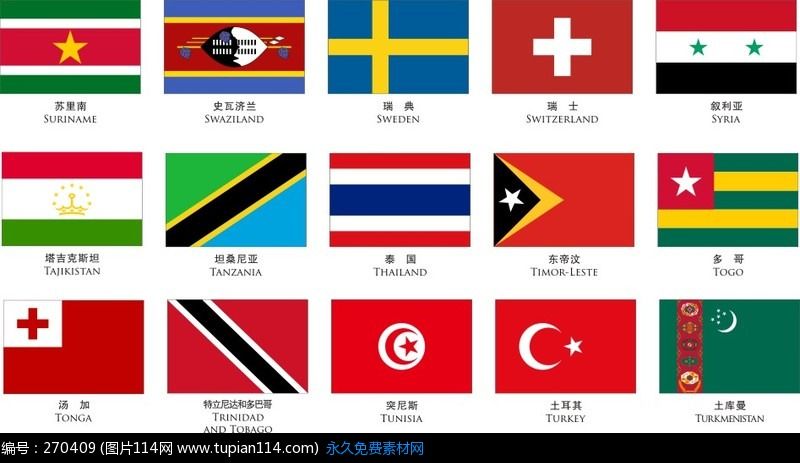 苏里南 史瓦济兰 瑞 典 瑞 士 叙利亚
SURINAME SWAZILAND SWEDEN SWITZERLAND SYRIA
塔吉克斯坦 坦桑尼亚 泰 国 东帝汶 多 哥
TAJIKISTAN TANZANIA THAILAND TIMOR-LESTE TOGO
汤 加 特立尼达和多巴哥 突尼斯 土耳其 土库曼
TONGA TRINIDAD TUNISIA TURKEY TURKMENISTAN
AND TOBAGO
编号：270409 (图片114网 www.tupian114.com) 永久免费素材网